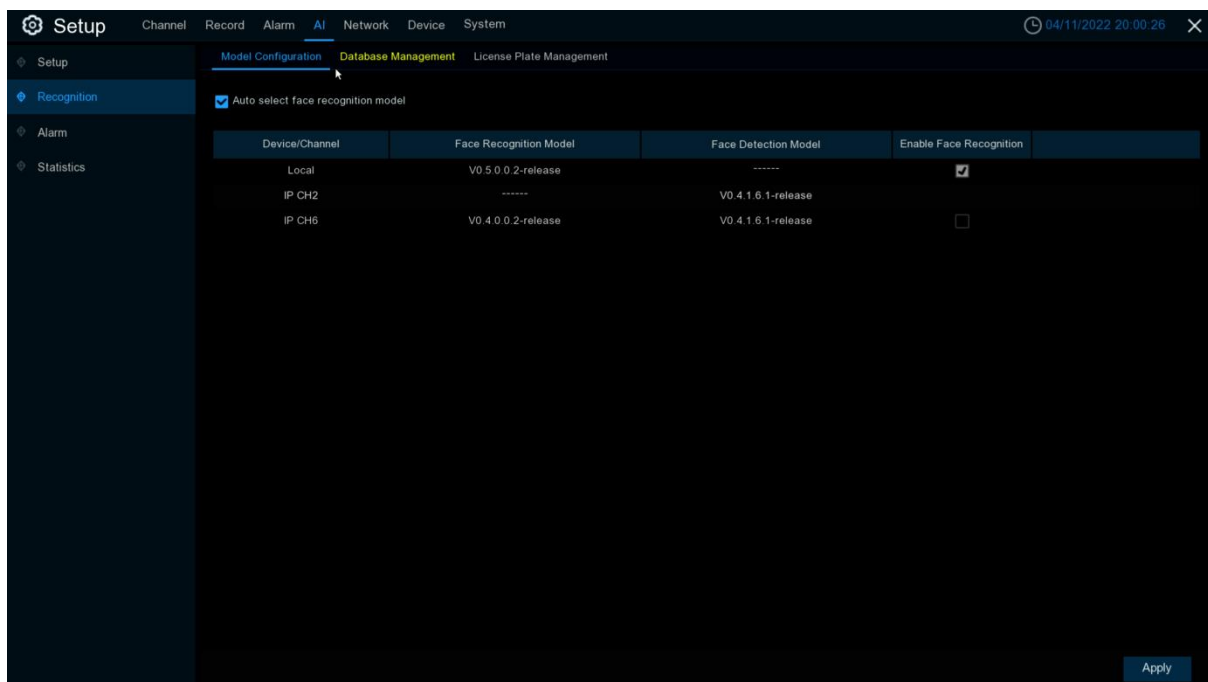 Setup Channel Record Alarm AI Network Device System 04/11/2022 20:00:26
Setup
Recognition
Alarm
Statistics
Model Configuration Database Management License Plate Management
Auto select face recognition model
Device/Channel Face Recognition Model Face Detection Model Enable Face Recognition
Local V0.5.0.0.2-release ------
IP CH2 ------ V0.4.1.6.1-release
IP CH6 V0.4.0.0.2-release V0.4.1.6.1-release
Apply